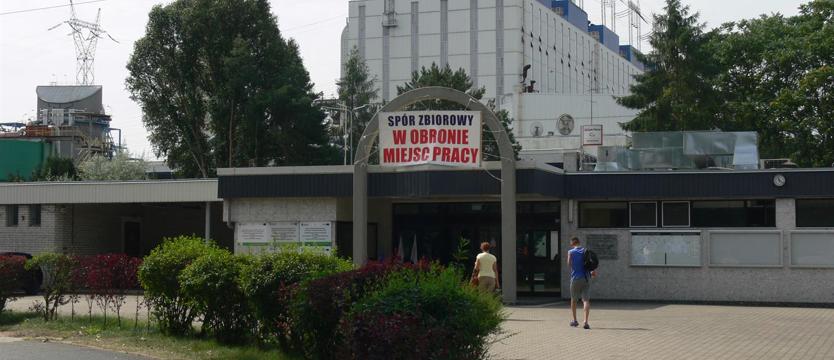 SPÓR ZBIOROWY
W OBRONIE
MIEJSC PRACY